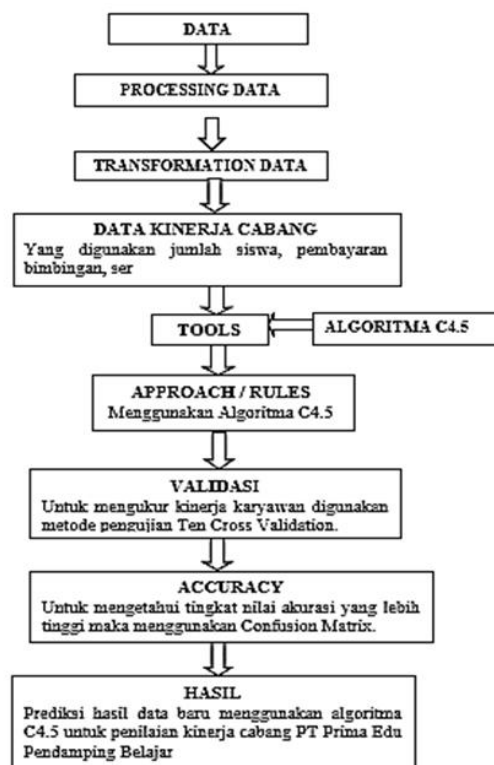 DATA
PROCESSING DATA
TRANSFORMATION DATA
DATA KINERJA CABANG
Yang digunakan jumlah siswa, pembayaran
bimbingan, ser
TOOLS
ALGORITMA C4.5
APPROACH / RULES
Menggunakan Algoritma C4.5
VALIDASI
Untuk mengukur kinerja karyawan digunakan
metode pengujian Ten Cross Validation.
ACCURACY
Untuk mengetahui tingkat nilai akurasi yang lebih
tinggi maka menggunakan Confusion Matrix.
HASIL
Prediksi hasil data baru menggunakan algoritma
C4.5 untuk penilaian kinerja cabang PT Prima Edu
Pendamping Belajar